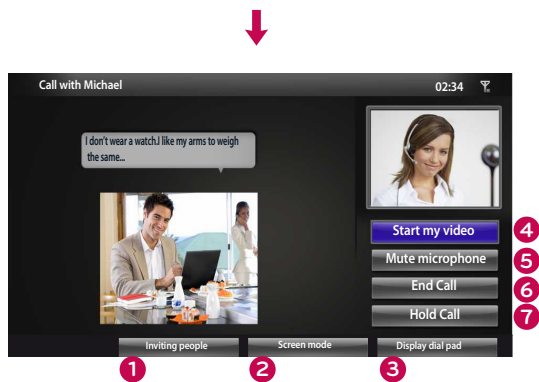 Call with Michael
02:34
I don't wear a watch.I like my arms to weigh
the same...
Start my video
4
Mute microphone
5
End Call
6
Hold Call
7
Inviting people
Screen mode
Display dial pad
1
2
3